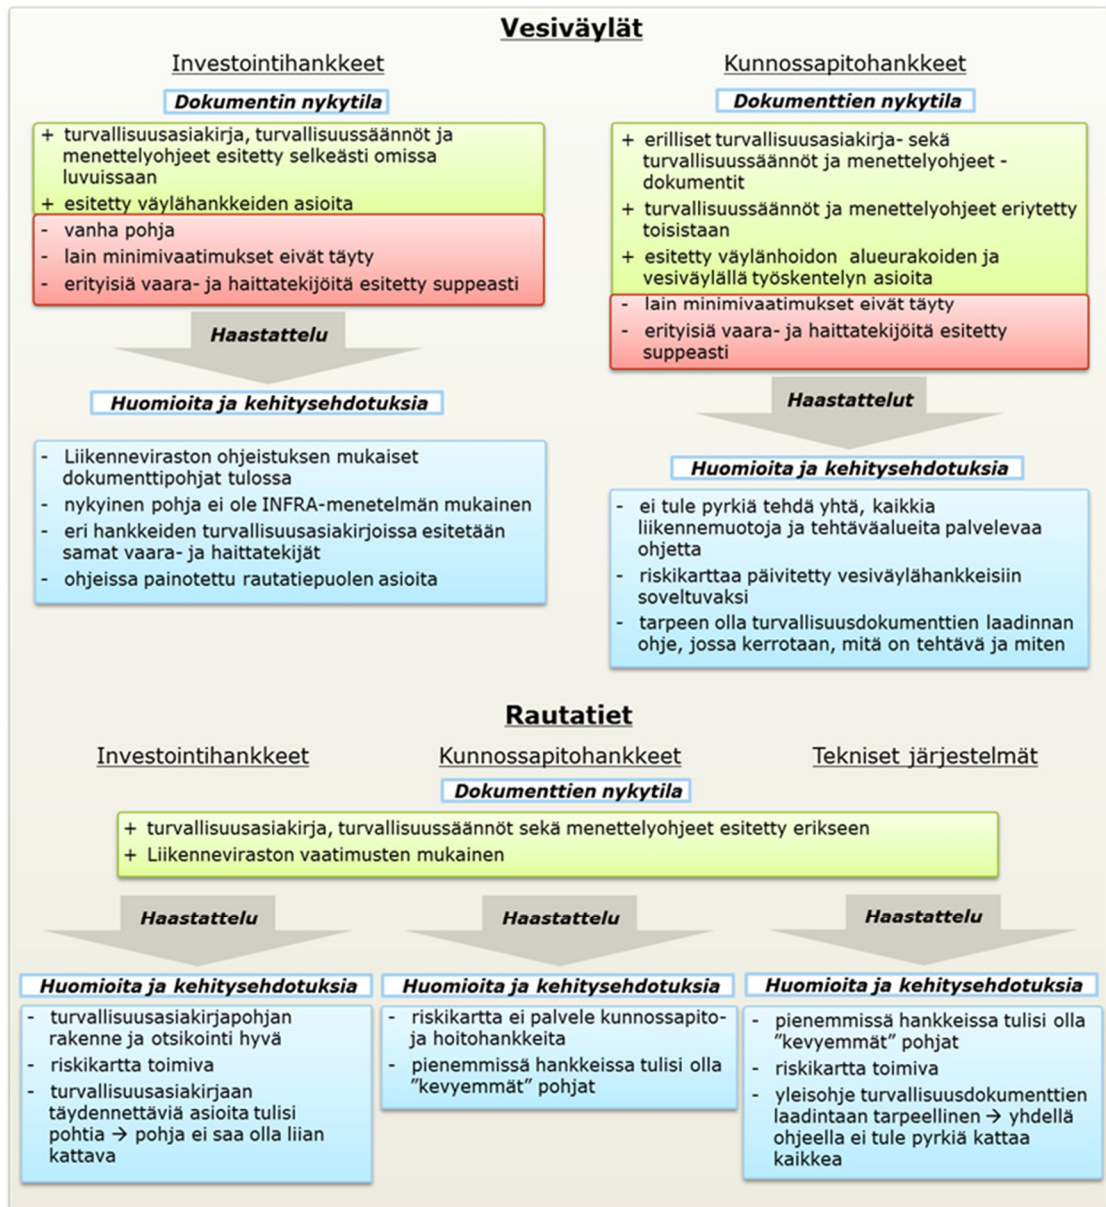 Vesiväylät
Investointihankkeet
Dokumentin nykytila
+ turvallisuusasiakirja, turvallisuussäännöt ja
menettelyohjeet esitetty selkeästi omissa
luvuissaan
+ esitetty väylähankkeiden asioita
- vanha pohja
- lain minimivaatimukset eivät täyty
- erityisiä vaara- ja haittatekijöitä esitetty suppeasti
Haastattelu
Huomioita ja kehitysehdotuksia
- Liikenneviraston ohjeistuksen mukaiset
dokumenttipohjat tulossa
- nykyinen pohja ei ole INFRA-menetelmän mukainen
- eri hankkeiden turvallisuusasiakirjoissa esitetään
samat vaara- ja haittatekijät
- ohjeissa painotettu rautatiepuolen asioita
Kunnossapitohankkeet
Dokumenttien nykytila
+ erilliset turvallisuusasiakirja- sekä
turvallisuussäännöt ja menettelyohjeet -
dokumentit
+ turvallisuussäännöt ja menettelyohjeet eriytetty
toisistaan
+ esitetty väylänhoidon alueurakoiden ja
vesiväylällä työskentelyn asioita
- lain minimivaatimukset eivät täyty
- erityisiä vaara- ja haittatekijöitä esitetty
suppeasti
Haastattelut
Huomioita ja kehitysehdotuksia
- ei tule pyrkiä tehdä yhtä, kaikkia
liikennemuotoja ja tehtäväalueita palvelevaa
ohjetta
- riskikarttaa päivitetty vesiväylähankkeisiin
soveltuvaksi
- tarpeen olla turvallisuusdokumenttien laadinnan
ohje, jossa kerrotaan, mitä on tehtävä ja miten
Rautatiet
Investointihankkeet
Kunnossapitohankkeet
Tekniset järjestelmät
Dokumenttien nykytila
+ turvallisuusasiakirja, turvallisuussäännöt sekä menettelyohjeet esitetty erikseen
+ Liikenneviraston vaatimusten mukainen
Haastattelu
Huomioita ja kehitysehdotuksia
- turvallisuusasiakirjapohjan
rakenne ja otsikointi hyvä
- riskikartta toimiva
- turvallisuusasiakirjaan
täydennettäviä asioita tulisi
pohtia → pohja ei saa olla liian
kattava
Haastattelu
Huomioita ja kehitysehdotuksia
- riskikartta ei palvele kunnossapito-
ja hoitohankkeita
- pienemmissä hankkeissa tulisi olla
”kevyemmät” pohjat
Haastattelu
Huomioita ja kehitysehdotuksia
- pienemmissä hankkeissa tulisi olla
”kevyemmät” pohjat
- riskikartta toimiva
- yleisohje turvallisuusdokumenttien
laadintaan tarpeellinen → yhdellä
ohjeella ei tule pyrkiä kattaa
kaikkea